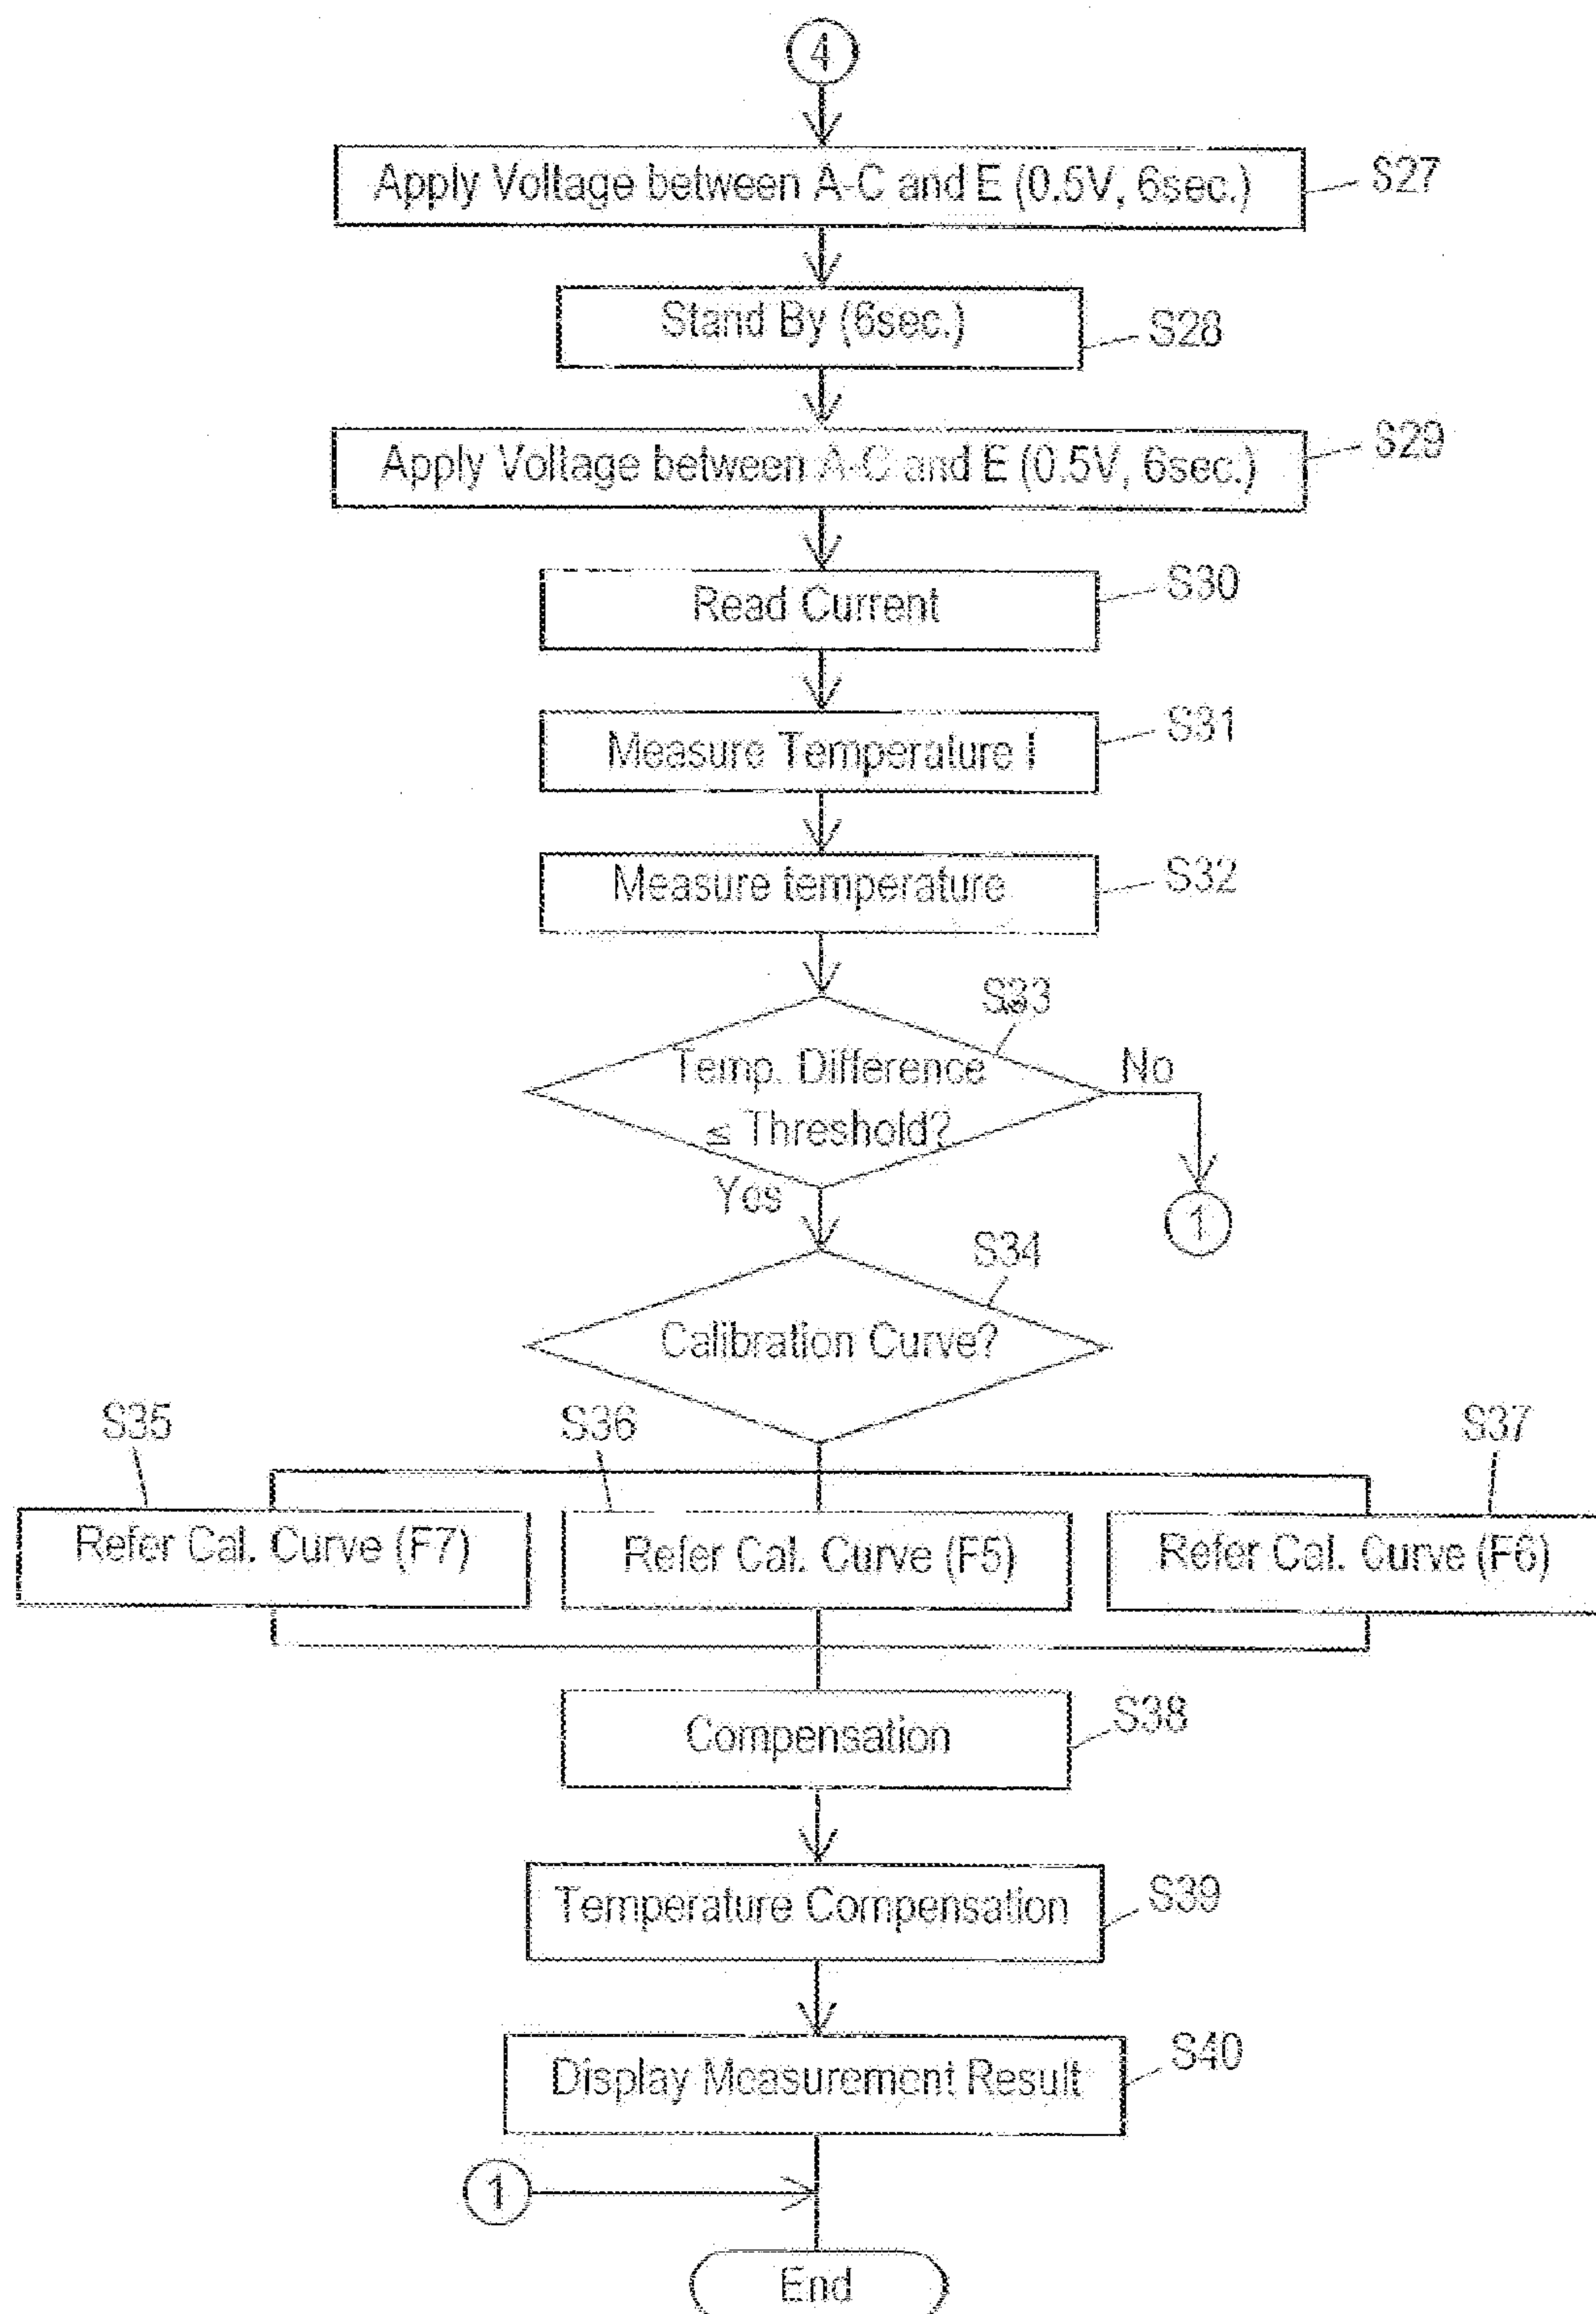 4
Apply Voltage between A-C and E (0.5V, 6sec.)
S27
Stand By (6sec.)
S28
Apply Voltage between A-C and E (0.5V, 6sec.)
S29
Read Current
S30
Measure Temperature I
S31
Measure temperature
S32
S33
Temp. Difference
≦ Threshold?
No
Yes
1
S34
Calibration Curve?
S35
S36
S37
Refer Cal. Curve (F7)
Refer Cal. Curve (F5)
Refer Cal. Curve (F6)
Compensation
S38
Temperature Compensation
S39
Display Measurement Result
S40
1
End